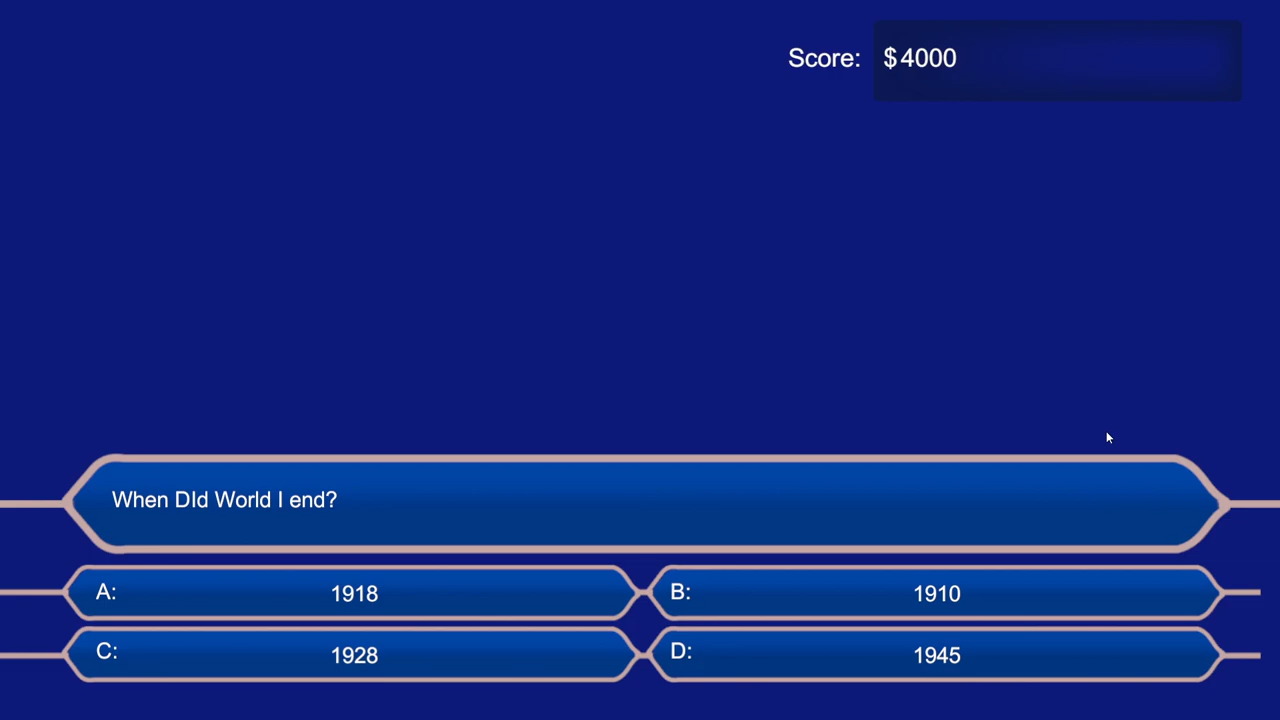 Score: $4000
When DId World I end?
A: 1918
B: 1910
C: 1928
D: 1945